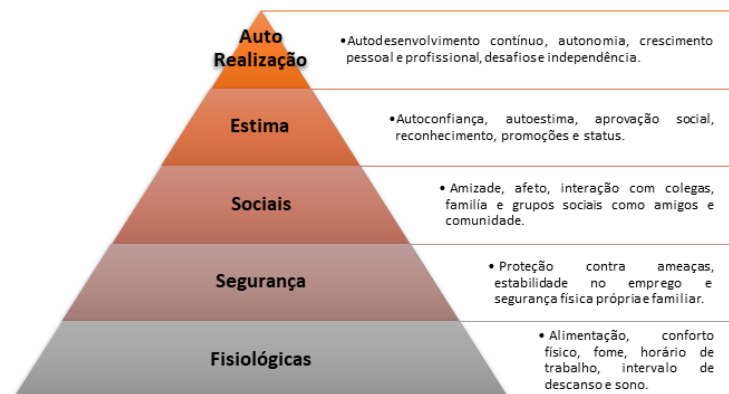 Auto
Realização
•Autodesenvolvimento contínuo, autonomia, crescimento
pessoal e profissional, desafios e independência.
Estima
•Autoconfiança, autoestima, aprovação social,
reconhecimento, promoções e status.
Sociais
• Amizade, afeto, interação com colegas,
família e grupos sociais como amigos e
comunidade.
Segurança
• Proteção contra ameaças,
estabilidade no emprego e
segurança física própria e familiar.
Fisiológicas
• Alimentação, conforto
físico, fome, horário de
trabalho, intervalo de
descanso e sono.